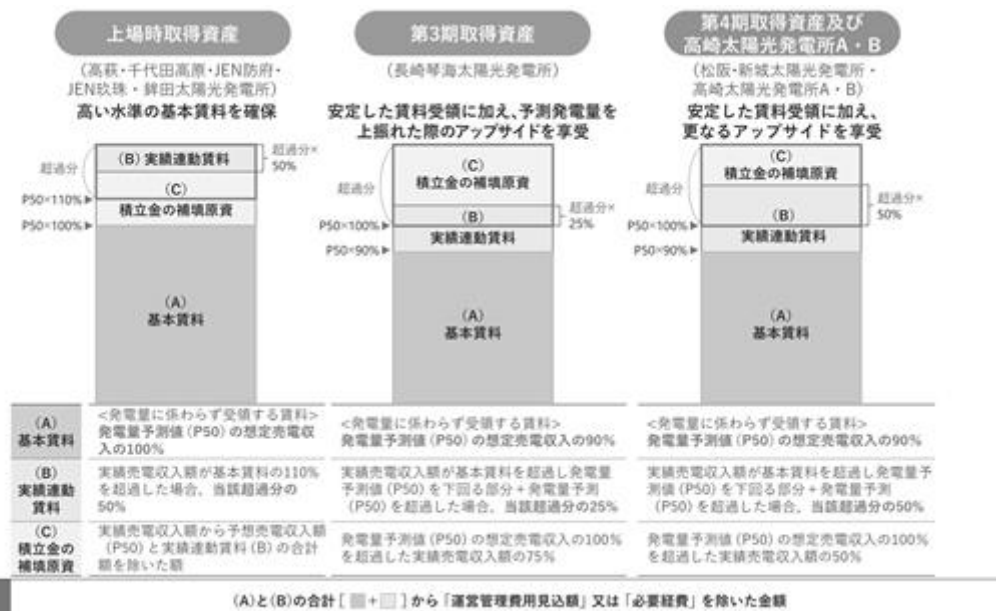 上場時取得資産
(高萩・千代田高原・JEN防府・
JEN玖珠・鉾田太陽光発電所)
高い水準の基本賃料を確保
超過分
(B) 実績連動賃料
超過分×
50%
(C)
積立金の補填原資
P50×110%▶
P50×100%▶
(A)
基本賃料
第3期取得資産
(長崎琴海太陽光発電所)
安定した賃料受領に加え、予測発電量を
上振れた際のアップサイドを享受
超過分
(C)
積立金の補填原資
(B)
実績連動賃料
超過分×
25%
P50×100%▶
P50×90%▶
(A)
基本賃料
第4期取得資産及び
高崎太陽光発電所A・B
(松阪・新城太陽光発電所・
高崎太陽光発電所A・B)
安定した賃料受領に加え、
更なるアップサイドを享受
超過分
(C)
積立金の補填原資
(B)
実績連動賃料
超過分×
50%
P50×100%▶
P50×90%▶
(A)
基本賃料
(A)
基本賃料
<発電量に係わらず受領する賃料>
発電量予測値(P50)の想定売電収
入の100%
<発電量に係わらず受領する賃料>
発電量予測値(P50)の想定売電収入の90%
<発電量に係わらず受領する賃料>
発電量予測値(P50)の想定売電収入の90%
(B)
実績連動
賃料
実績売電収入額が基本賃料の110%
を超過した場合、当該超過分の
50%
実績売電収入額が基本賃料を超過し発電量
予測値(P50)を下回る部分+発電量予測
(P50)を超過した場合、当該超過分の25%
実績売電収入額が基本賃料を超過し発電量予
測値(P50)を下回る部分+発電量予測
(P50)を超過した場合、当該超過分の50%
(C)
積立金の
補填原資
実績売電収入額から予想売電収入額
(P50)と実績連動賃料(B)の合計
額を除いた額
発電量予測値(P50)の想定売電収入の100%
を超過した実績売電収入額の75%
発電量予測値(P50)の想定売電収入の100%
を超過した実績売電収入額の50%
(A)と(B)の合計[ ■+□ ]から「運営管理費用見込額」又は「必要経費」を除いた金額